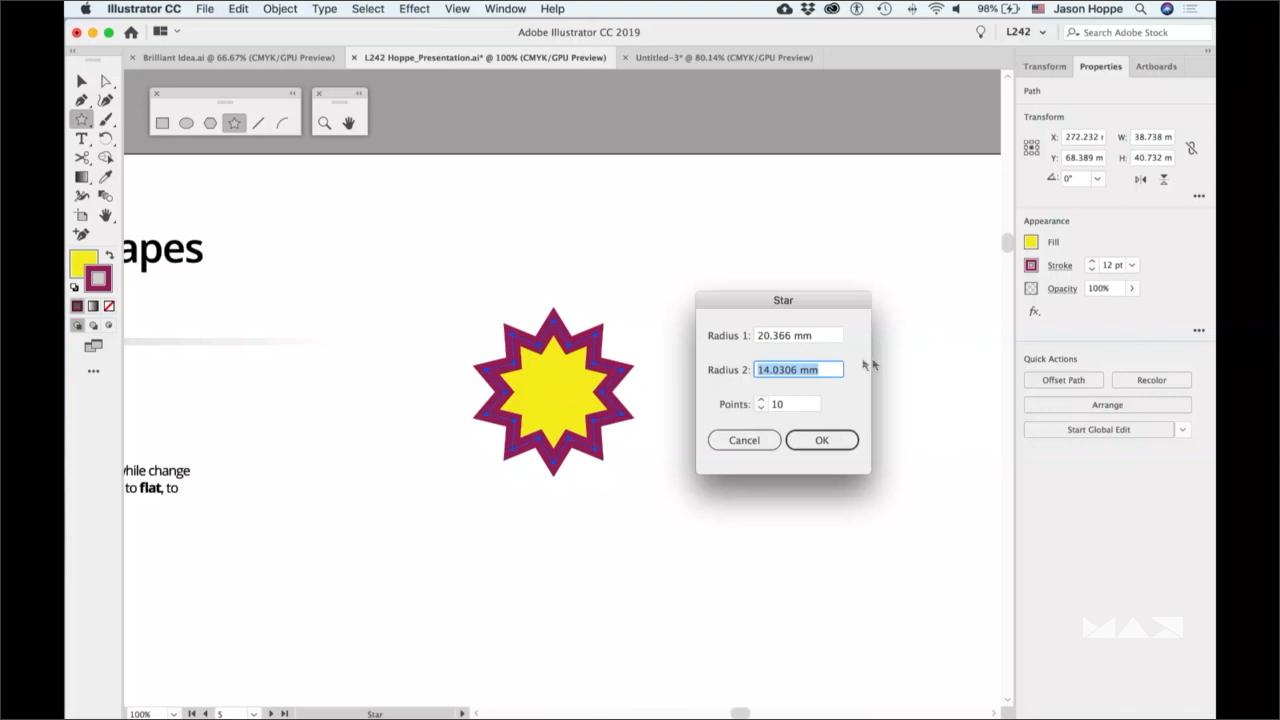 Illustrator CC File Edit Object Type Select Effect View Window Help 98% Jason Hoppe
Adobe Illustrator CC 2019 L242 Search Adobe Stock
Brilliant Idea.ai @ 66.67% (CMYK/GPU Preview) L242 Hoppe_Presentation.ai* @ 100% (CMYK/GPU Preview) Untitled-3* @ 80.14% (CMYK/GPU Preview)
Transform Properties Artboards
Path
Transform
X: 272.232 W: 38.738 m
Y: 68.389 m H: 40.732 m
0°
Appearance
Fill
Stroke 12 pt
Opacity 100%
fx.
Quick Actions
Offset Path Recolor
Arrange
Start Global Edit
apes
while change
to flat, to
Star
Radius 1: 20.366 mm
Radius 2: 14.0306 mm
Points: 10
Cancel OK
MAX
100% 5 Star